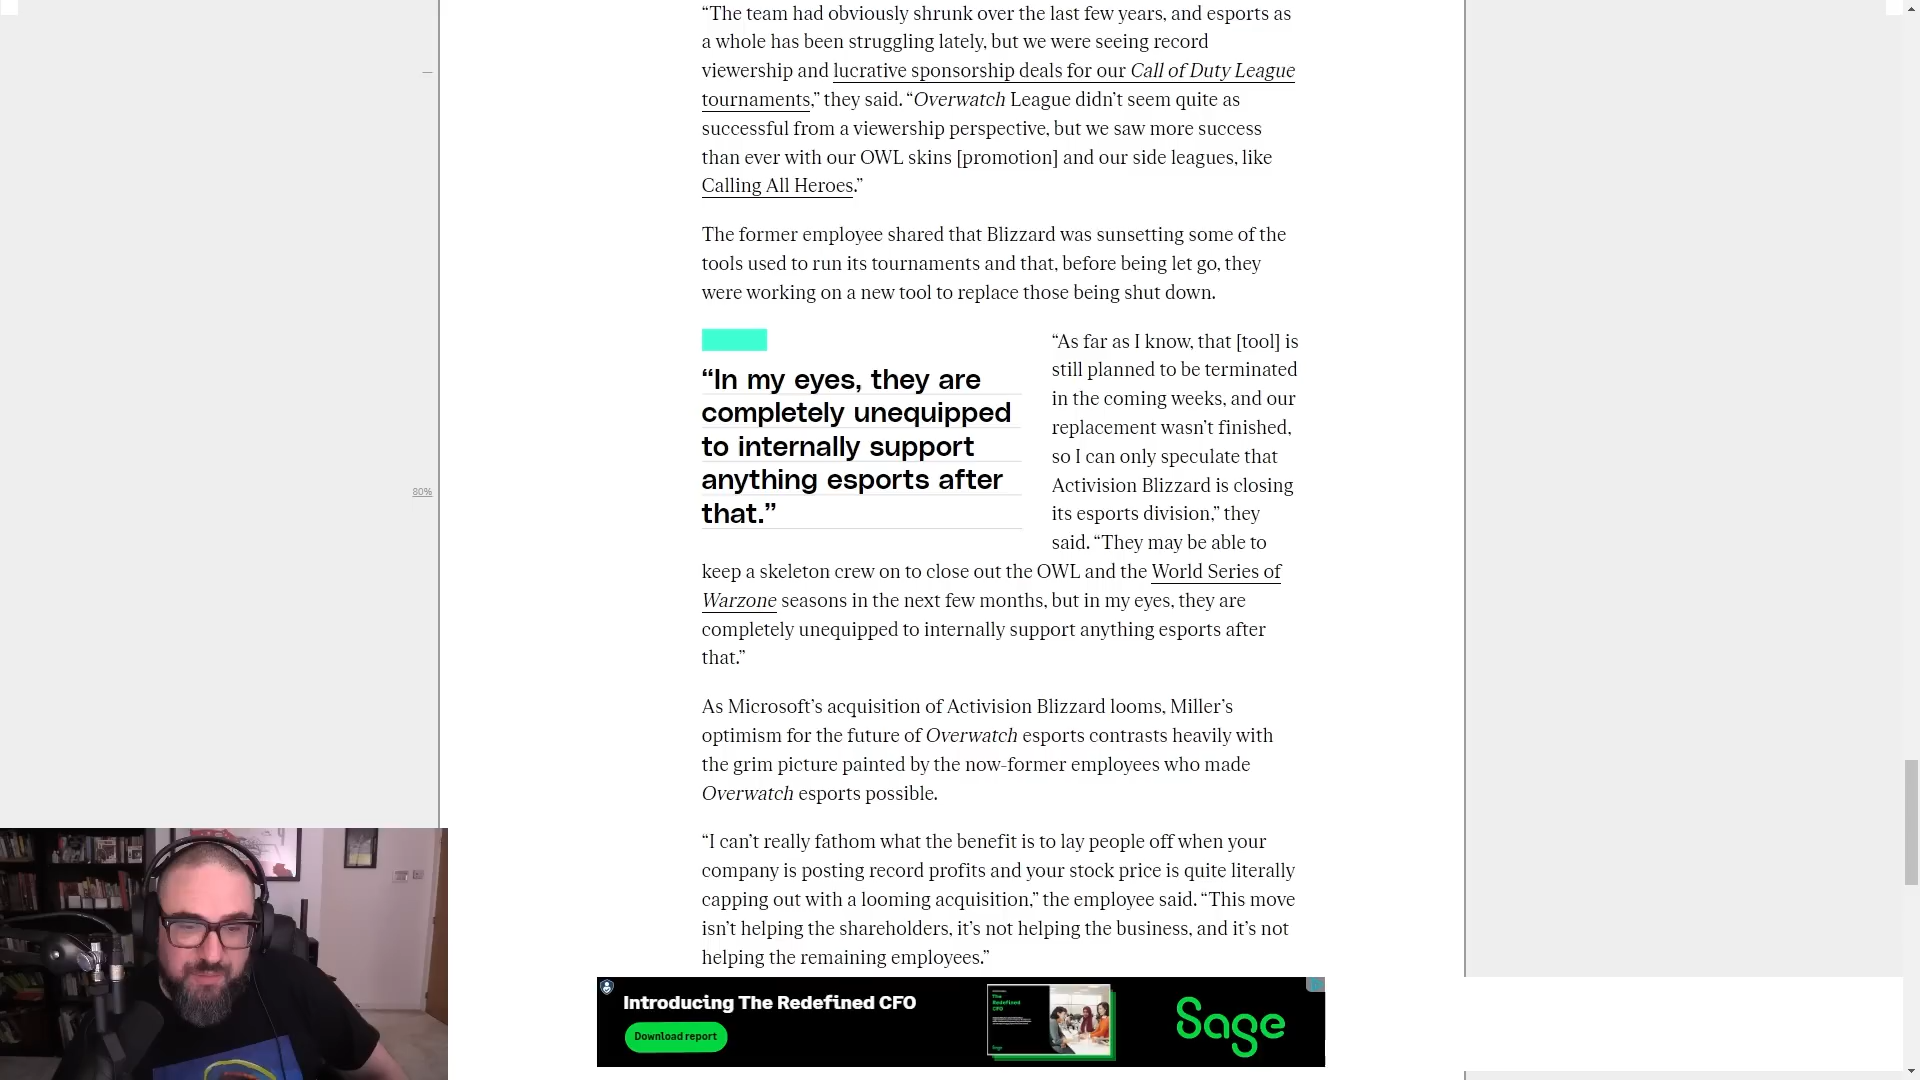 “The team had obviously shrunk over the last few years, and esports as
a whole has been struggling lately, but we were seeing record
viewership and lucrative sponsorship deals for our Call of Duty League
tournaments,” they said. “Overwatch League didn’t seem quite as
successful from a viewership perspective, but we saw more success
than ever with our OWL skins [promotion] and our side leagues, like
Calling All Heroes.”
The former employee shared that Blizzard was sunsetting some of the
tools used to run its tournaments and that, before being let go, they
were working on a new tool to replace those being shut down.
“In my eyes, they are
completely unequipped
to internally support
anything esports after
that.”
“As far as I know, that [tool] is
still planned to be terminated
in the coming weeks, and our
replacement wasn’t finished,
so I can only speculate that
Activision Blizzard is closing
its esports division,” they
said. “They may be able to
keep a skeleton crew on to close out the OWL and the World Series of
Warzone seasons in the next few months, but in my eyes, they are
completely unequipped to internally support anything esports after
that.”
As Microsoft’s acquisition of Activision Blizzard looms, Miller’s
optimism for the future of Overwatch esports contrasts heavily with
the grim picture painted by the now-former employees who made
Overwatch esports possible.
“I can’t really fathom what the benefit is to lay people off when your
company is posting record profits and your stock price is quite literally
capping out with a looming acquisition,” the employee said. “This move
isn’t helping the shareholders, it’s not helping the business, and it’s not
helping the remaining employees.”
80%
Introducing The Redefined CFO
Download report
The
Redefined
CFO
Sage